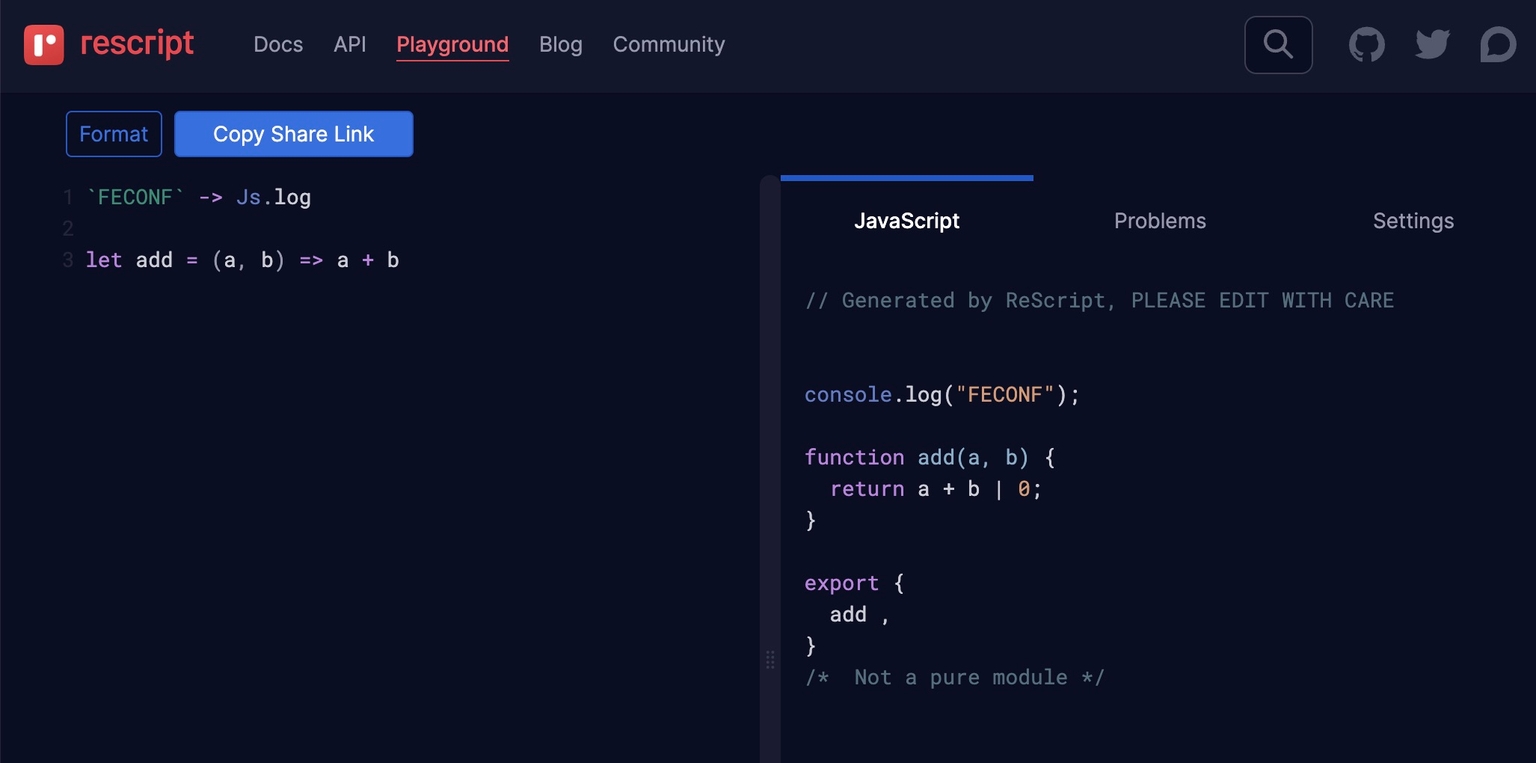 rescript Docs API Playground Blog Community
Format Copy Share Link
1 `FECONF` -> Js.log
2
3 let add = (a, b) => a + b
JavaScript Problems Settings
// Generated by ReScript, PLEASE EDIT WITH CARE
console.log("FECONF");
function add(a, b) {
  return a + b | 0;
}
export {
  add ,
}
/*  Not a pure module */